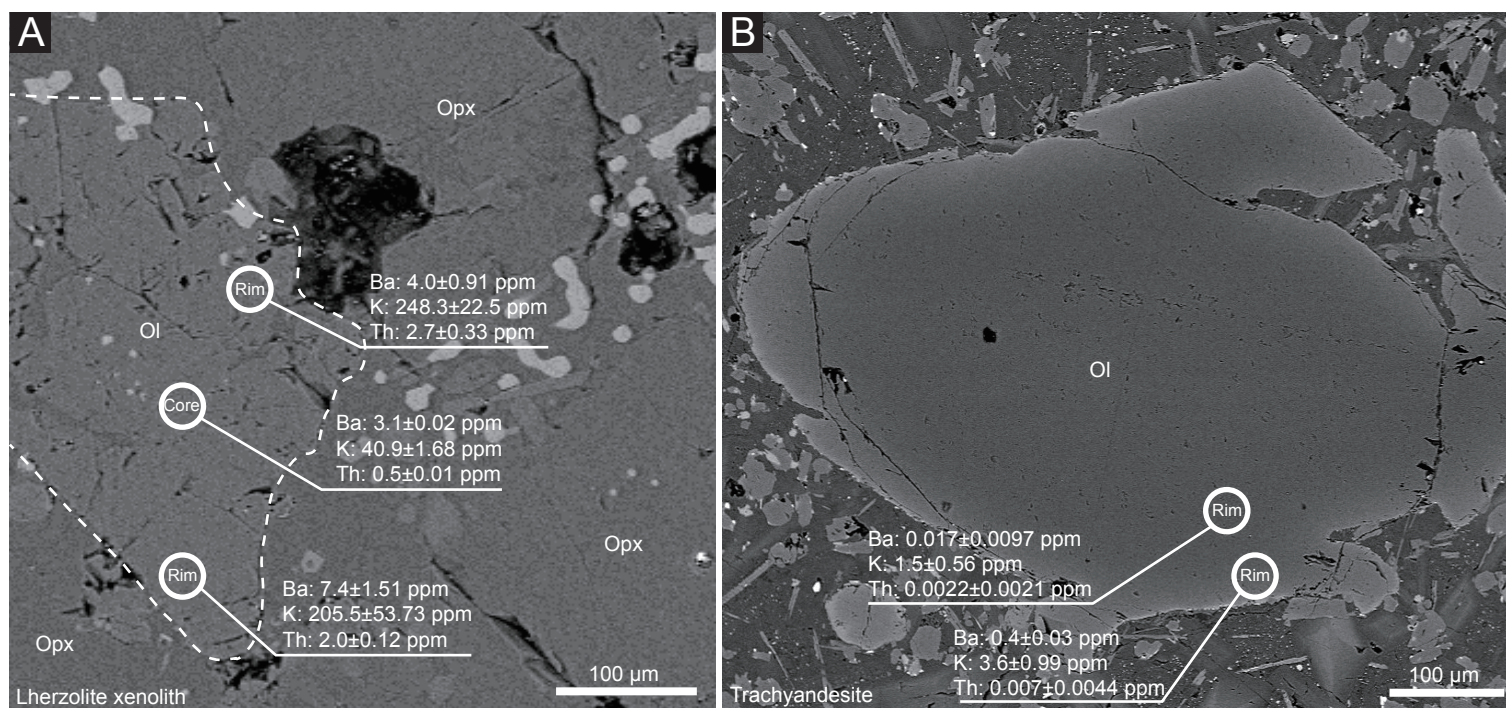 A
Opx
Rim
Ba: 4.0±0.91 ppm
K: 248.3±22.5 ppm
Th: 2.7±0.33 ppm
Ol
Core
Ba: 3.1±0.02 ppm
K: 40.9±1.68 ppm
Th: 0.5±0.01 ppm
Opx
Rim
Ba: 7.4±1.51 ppm
K: 205.5±53.73 ppm
Th: 2.0±0.12 ppm
Opx
100 µm
Lherzolite xenolith
B
Ol
Rim
Ba: 0.017±0.0097 ppm
K: 1.5±0.56 ppm
Th: 0.0022±0.0021 ppm
Rim
Ba: 0.4±0.03 ppm
K: 3.6±0.99 ppm
Th: 0.007±0.0044 ppm
100 µm
Trachyandesite